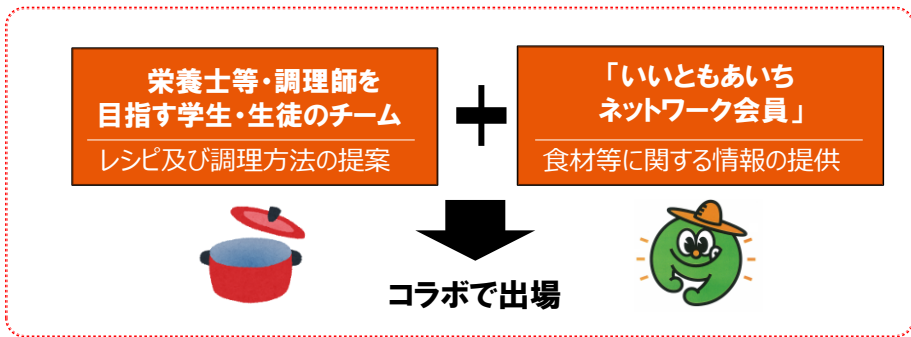 栄養士等・調理師を
目指す学生・生徒のチーム
レシピ及び調理方法の提案
+
「いいともあいち
ネットワーク会員」
食材等に関する情報の提供
コラボで出場